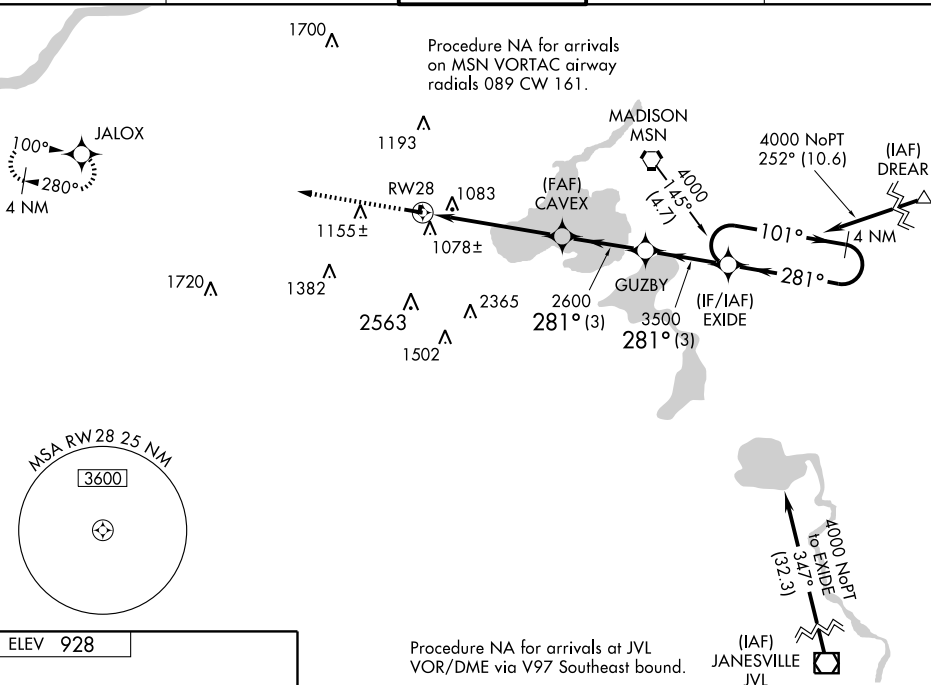 1700
Procedure NA for arrivals
on MSN VORTAC airway
radials 089 CW 161.
JALOX
100°
280°
4 NM
1193
MADISON
MSN
4000
145°
(4.7)
4000 NoPT
252° (10.6)
(IAF)
DREAR
RW28
1083
(FAF)
CAVEX
1155±
1078±
101°
4 NM
281°
GUZBY
(IF/IAF)
EXIDE
1720
1382
2563
2365
1502
2600
281° (3)
3500
281° (3)
MSA RW28 25 NM
3600
4000 NoPT
to EXIDE
347°
(32.3)
ELEV 928
Procedure NA for arrivals at JVL
VOR/DME via V97 Southeast bound.
(IAF)
JANESVILLE
JVL